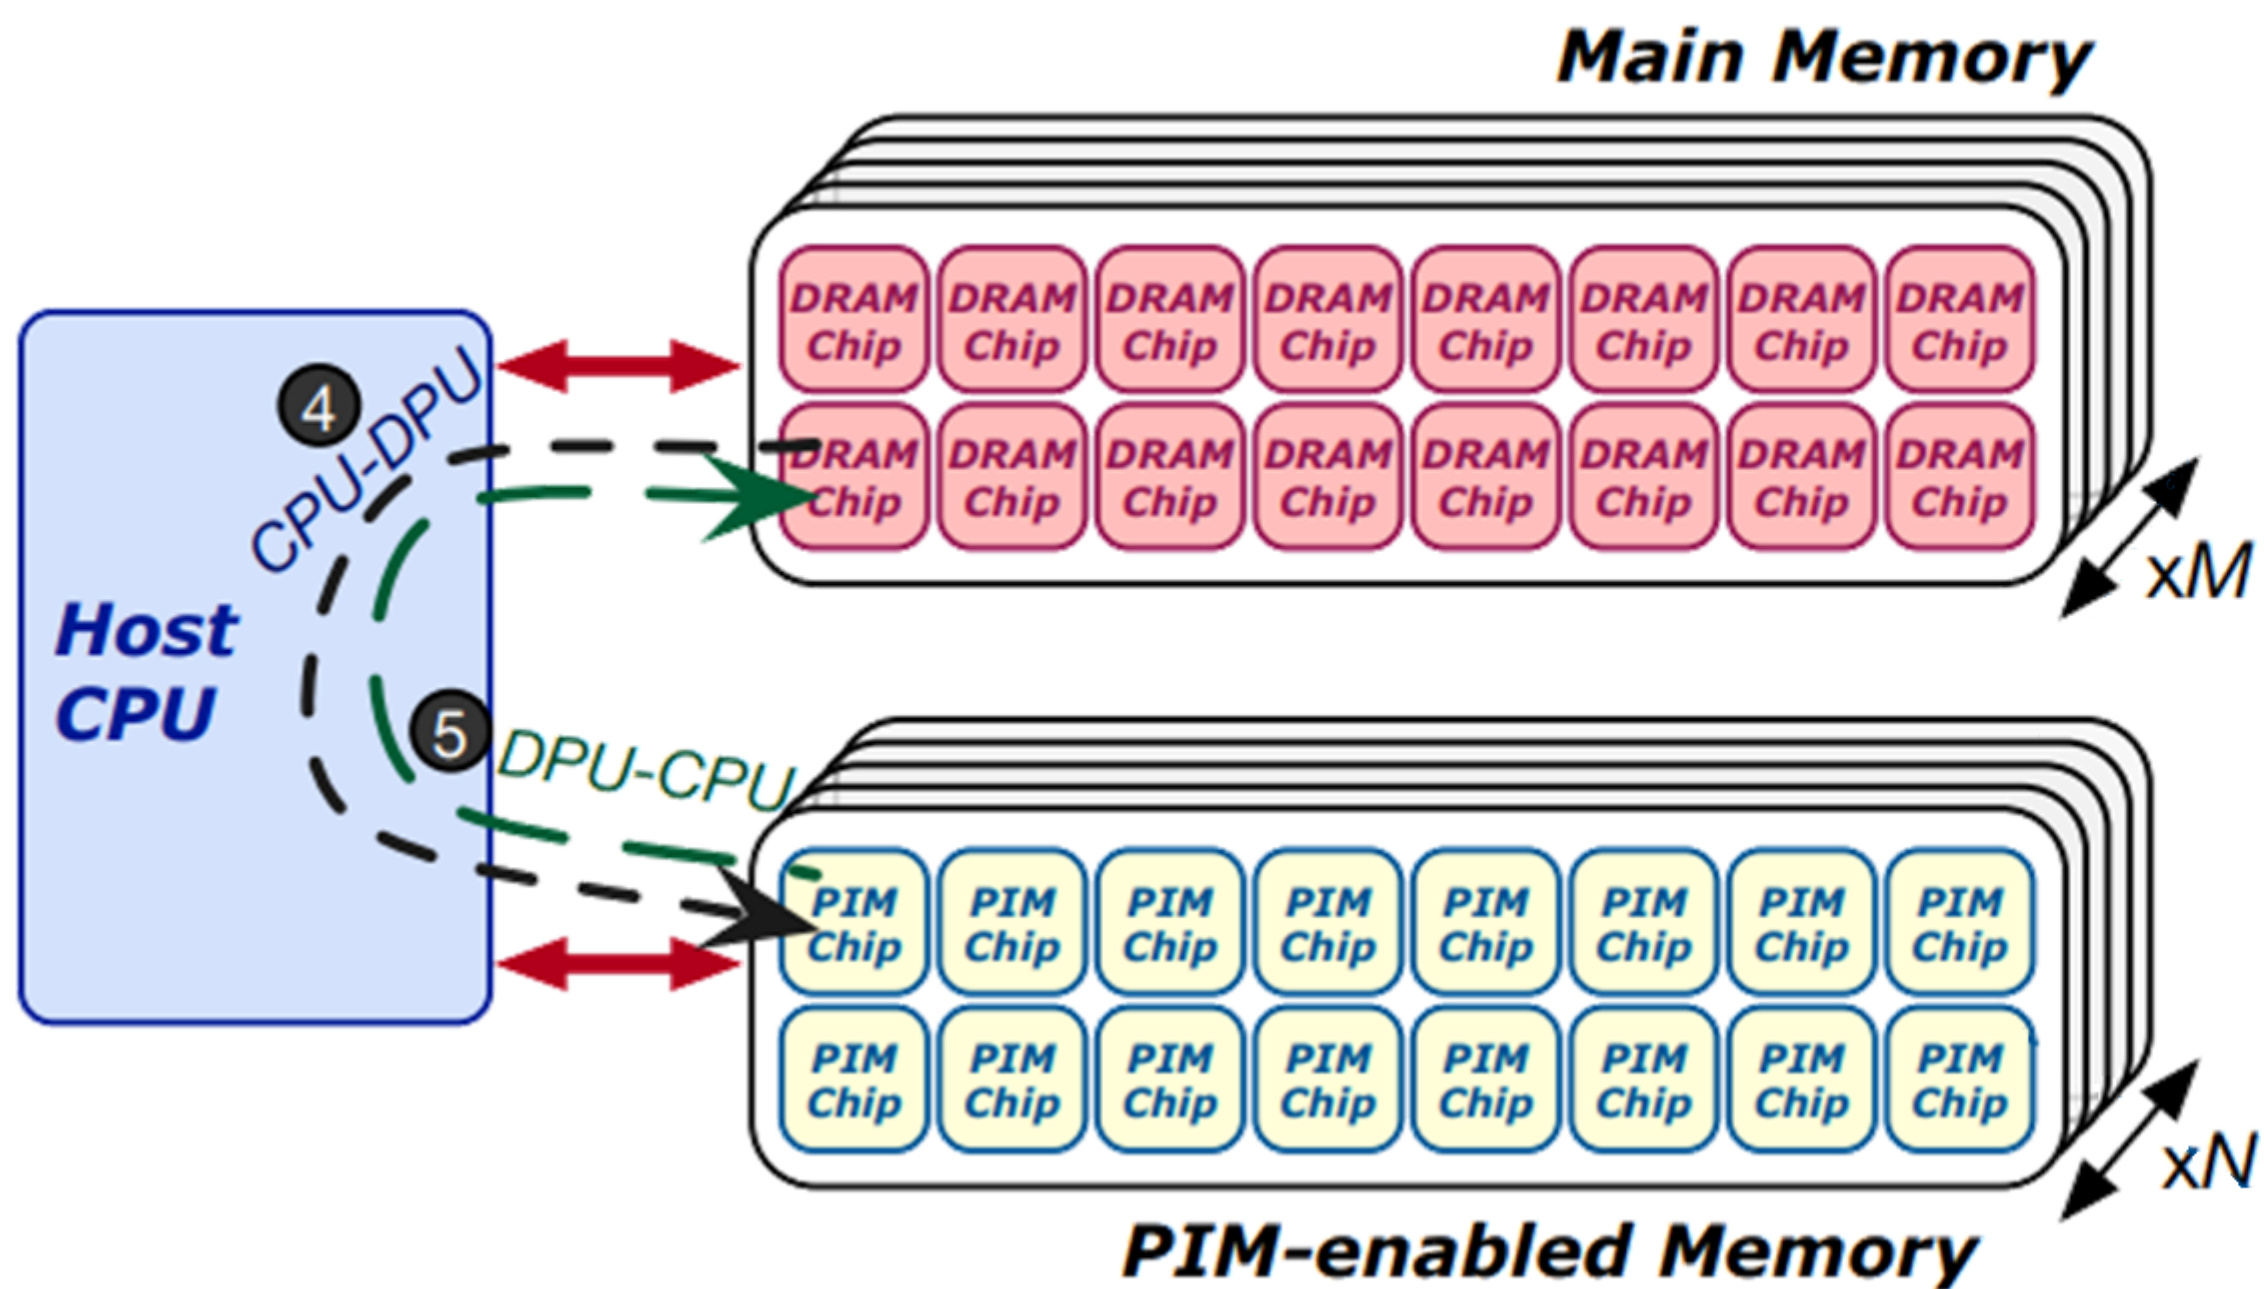 Main Memory
DRAM DRAM DRAM DRAM DRAM DRAM DRAM DRAM
Chip Chip Chip Chip Chip Chip Chip Chip
DRAM DRAM DRAM DRAM DRAM DRAM DRAM DRAM
Chip Chip Chip Chip Chip Chip Chip Chip
xM
4
CPU-DPU
Host
CPU
5
DPU-CPU
PIM PIM PIM PIM PIM PIM PIM PIM
Chip Chip Chip Chip Chip Chip Chip Chip
PIM PIM PIM PIM PIM PIM PIM PIM
Chip Chip Chip Chip Chip Chip Chip Chip
xN
PIM-enabled Memory